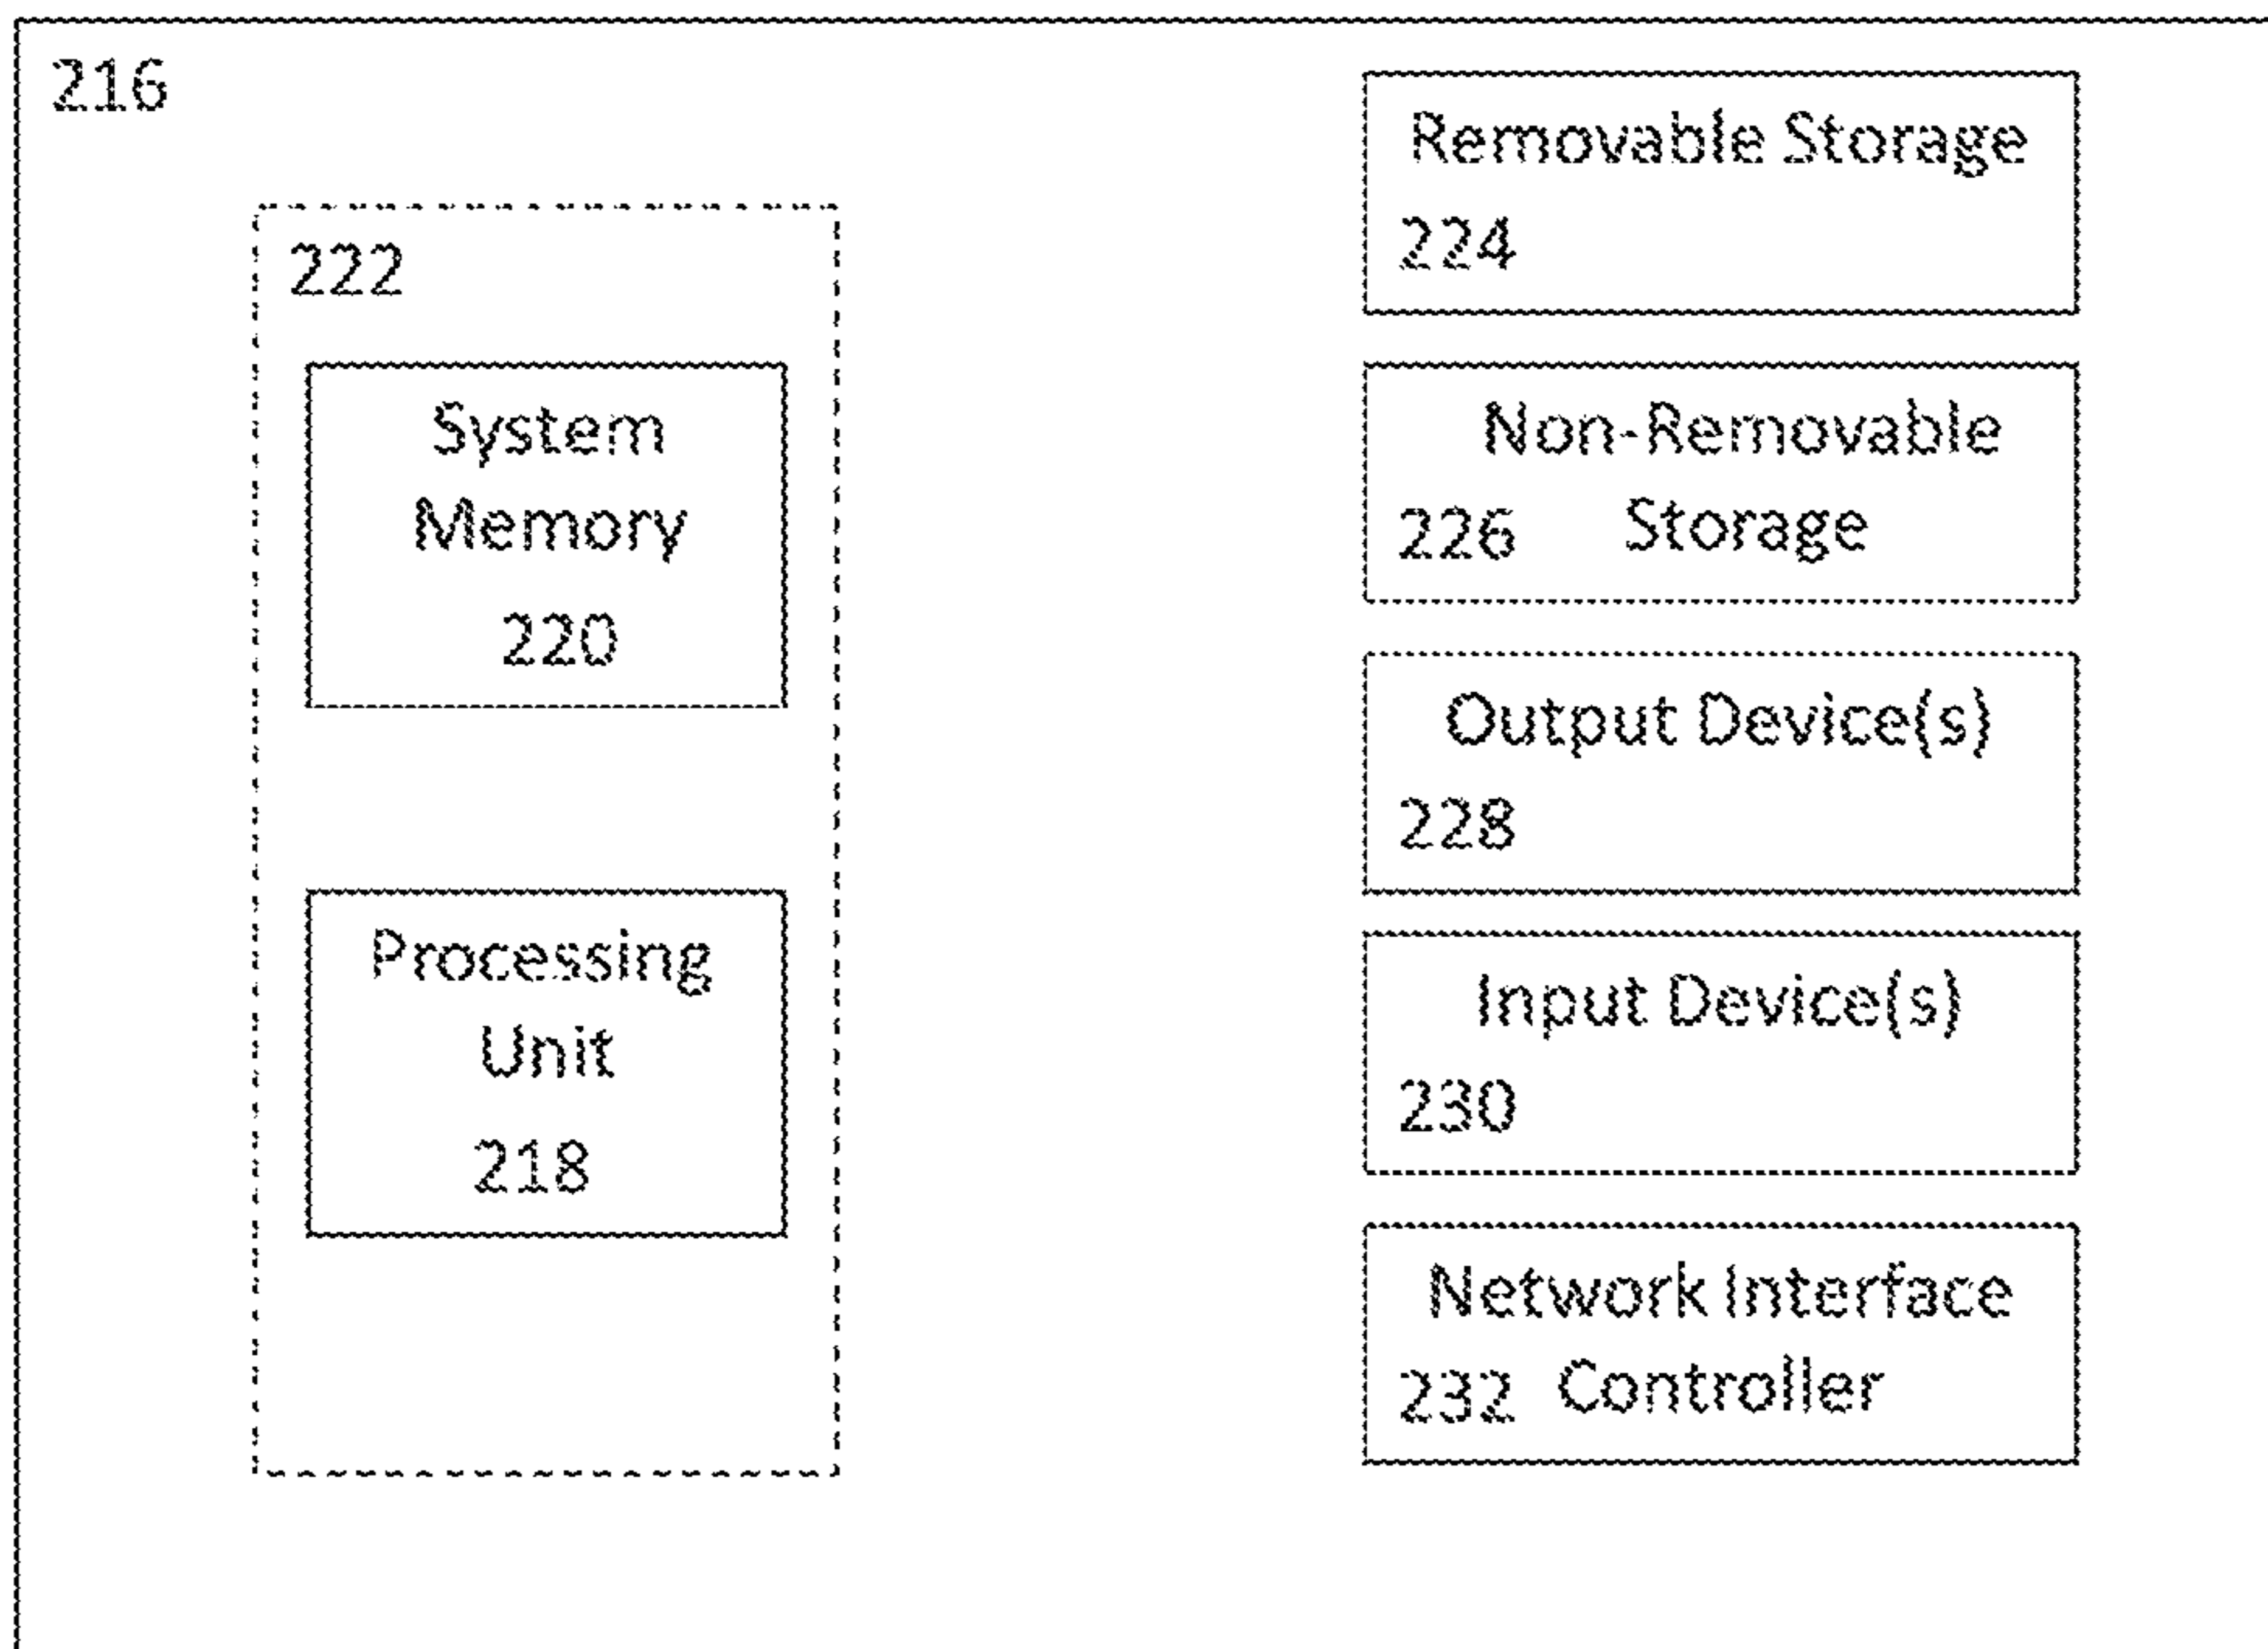 216
222
System
Memory
220
Processing
Unit
218
Removable Storage
224
Non-Removable
226 Storage
Output Device(s)
228
Input Device(s)
230
Network Interface
232 Controller